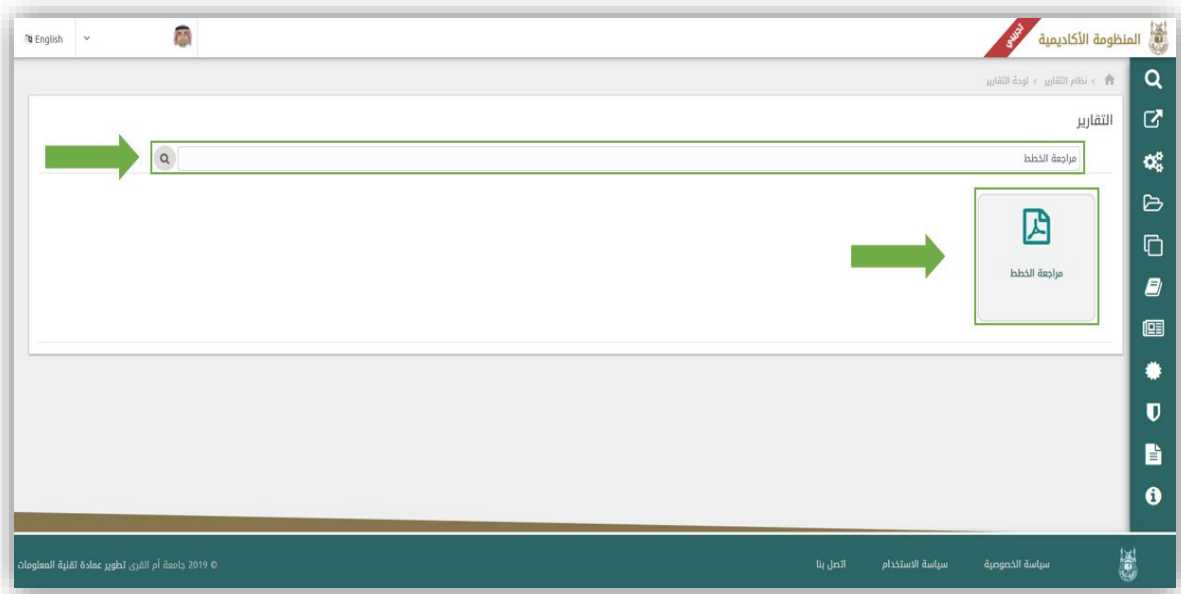 المنظومة الأكاديمية
تجريبي
English
نظام التقارير > لوحة التقارير
التقارير
مراجعة الخطط
مراجعة الخطط
سياسة الخصوصية
سياسة الاستخدام
اتصل بنا
© 2019 جامعة أم القرى تطوير عمادة تقنية المعلومات